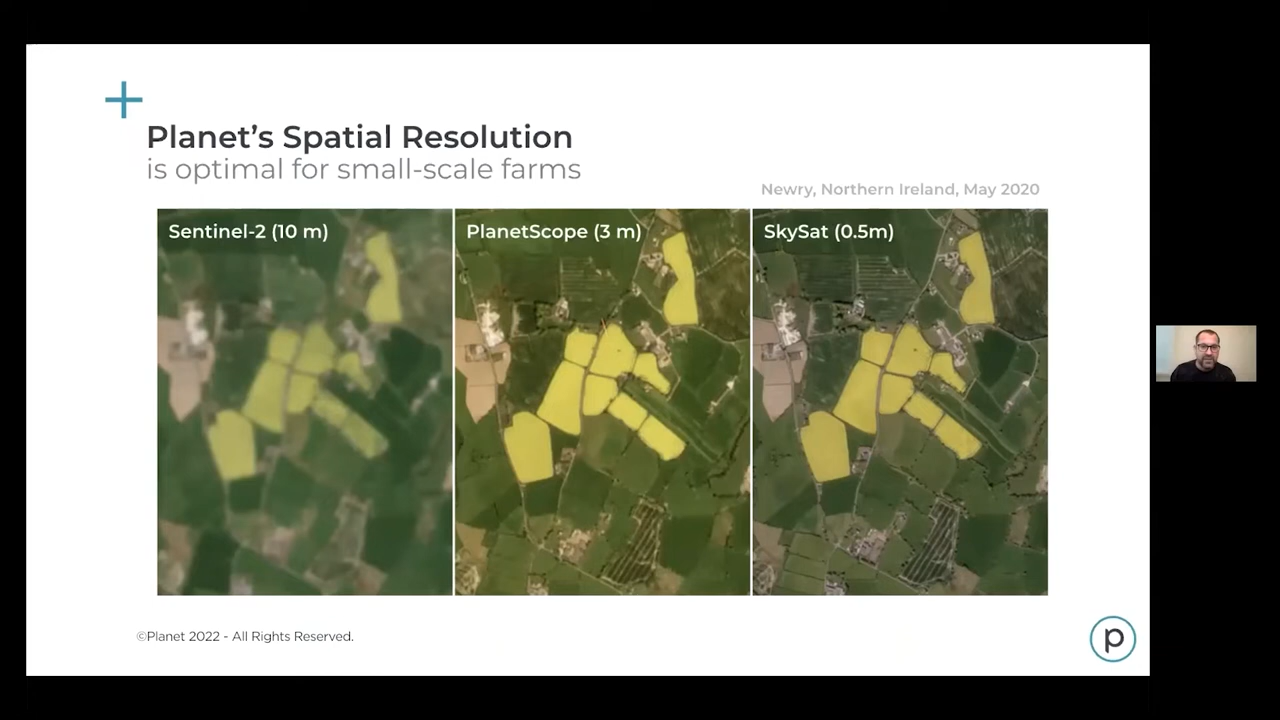 Planet's Spatial Resolution
is optimal for small-scale farms
Newry, Northern Ireland, May 2020
Sentinel-2 (10 m)
PlanetScope (3 m)
SkySat (0.5m)
©Planet 2022 - All Rights Reserved.
p